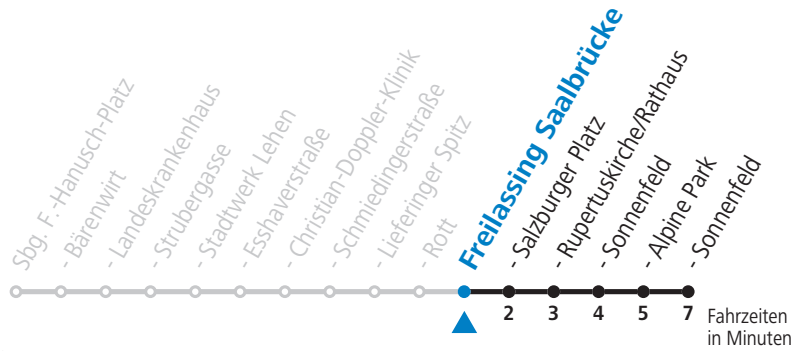 Sbg. F. -Hanusch-Platz
- Bärenwirt
- Landeskrankenhaus
- Strubergasse
- Stadtwerk Lehen
- Esshaverstraße
- Christian-Doppler-Klinik
- Schmiedingerstraße
- Lieferinger Spitz
- Rott
Freilassing Saalbrücke
- Salzburger Platz
- Rupertuskirche/Rathaus
- Sonnenfeld
- Alpine Park
- Sonnenfeld
2 3 4 5 7 Fahrzeiten
in Minuten